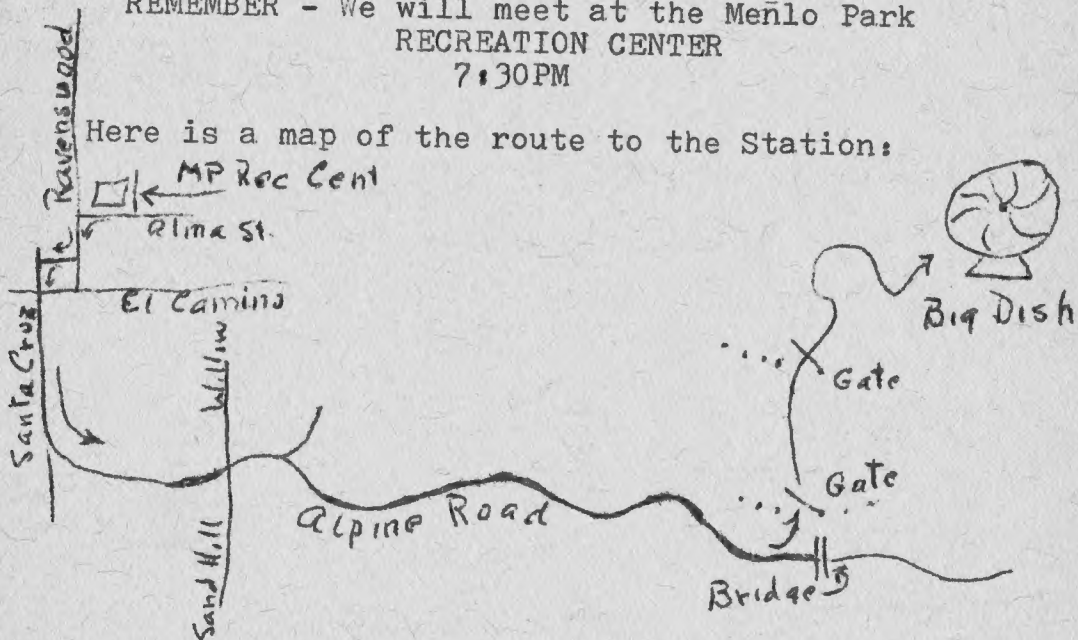 REMEMBER - We will meet at the Menlo Park
RECREATION CENTER
7:30PM
Ravenswood
Here is a map of the route to the Station:
MP Rec Cent
Alma St.
El Camino
Big Dish
Santa Cruz
Willow
Gate
Gate
Alpine Road
Sand Hill
Bridge